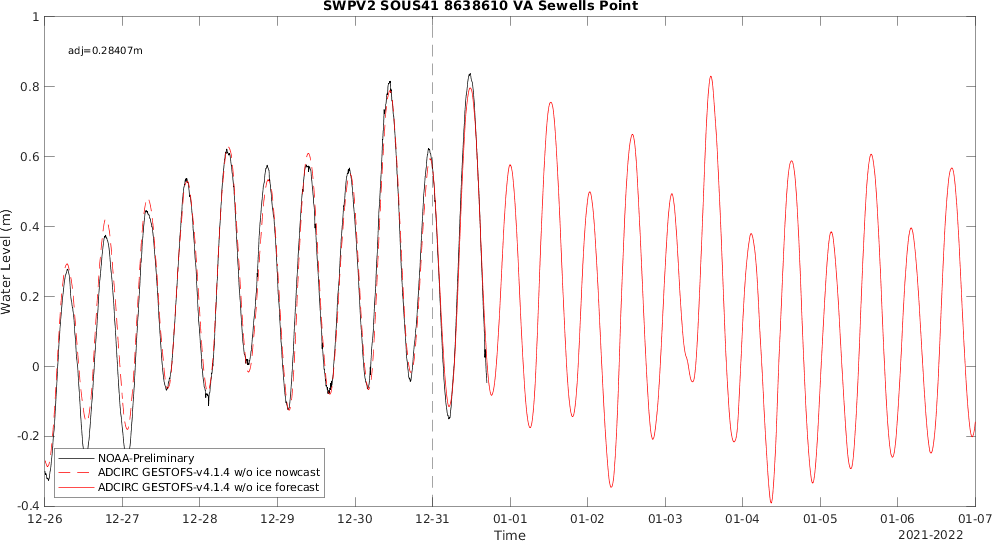 SWPV2 SOUS41 8638610 VA Sewells Point
adj=0.28407m
Water Level (m)
1
0.8
0.6
0.4
0.2
0
-0.2
-0.4
NOAA-Preliminary
ADCIRC GESTOFS-v4.1.4 w/o ice nowcast
ADCIRC GESTOFS-v4.1.4 w/o ice forecast
12-26 12-27 12-28 12-29 12-30 12-31 01-01 01-02 01-03 01-04 01-05 01-06 01-07
Time
2021-2022